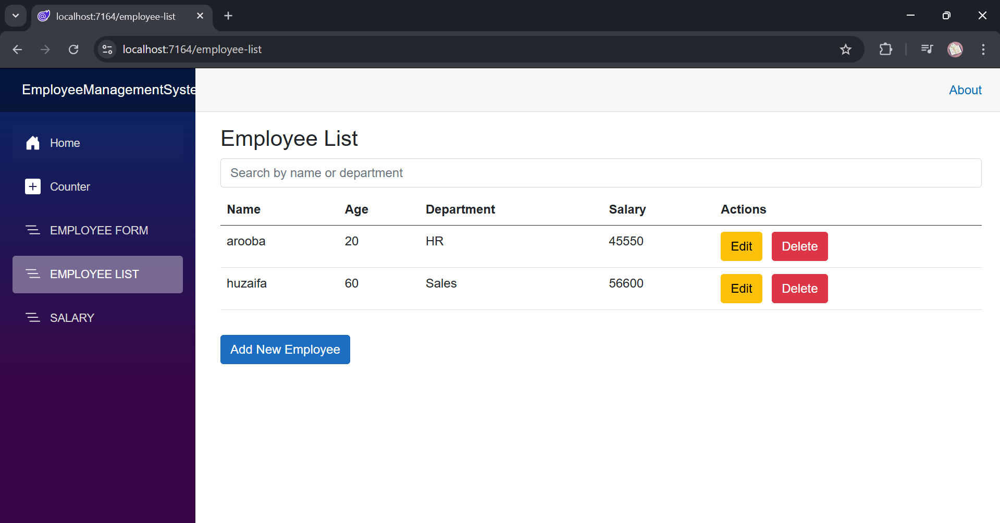 localhost:7164/employee-list
localhost:7164/employee-list
EmployeeManagementSyste
About
Home
Counter
EMPLOYEE FORM
EMPLOYEE LIST
SALARY
Employee List
Search by name or department
Name Age Department Salary Actions
arooba 20 HR 45550 Edit Delete
huzaifa 60 Sales 56600 Edit Delete
Add New Employee